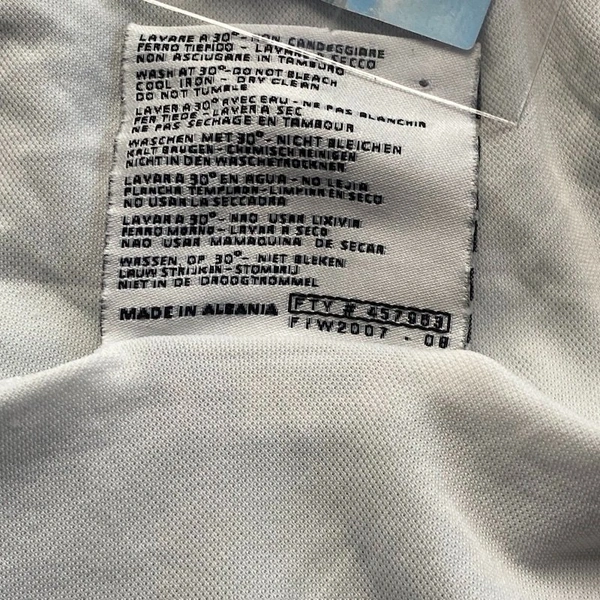 LAVARE A 30°-NON CANDEGGIARE
FERRO TIEPIDO - LAVARE A SECCO
NON ASCIUGARE IN TAMBURO
WASH AT 30°-DO NOT BLEACH
COOL IRON - DRY CLEAN
DO NOT TUMBLE
LAVER A 30° AVEC EAU - NE PAS BLANCHIR
FER TIEDE - LAVER A SEC
NE PAS SECHAGE EN TAMBOUR
WASCHEN MET 30° - NICHT BLEICHEN
KALT BRUGEN - CHEMISCH REINIGEN
NICHT IN DEN WASCHETROCKNER
LAVAR A 30° EN AGUA - NO LEJIA
PLANCHA TEMPLADA - LIMPIAR EN SECO
NO USAR LA SECCADRA
LAVAR A 30° - NAO USAR LIXIVIA
FERRO MORNO - LAVAR A SECO
NAO USAR MAMAQUINA DE SECAR
WASSEN, OP 30° - NIET BLEKEN
LAUW STRIJKEN - STOMERIJ
NIET IN DE DROOGTROMMEL
MADE IN ALBANIA FTY # 457983
F/W2007 - 08